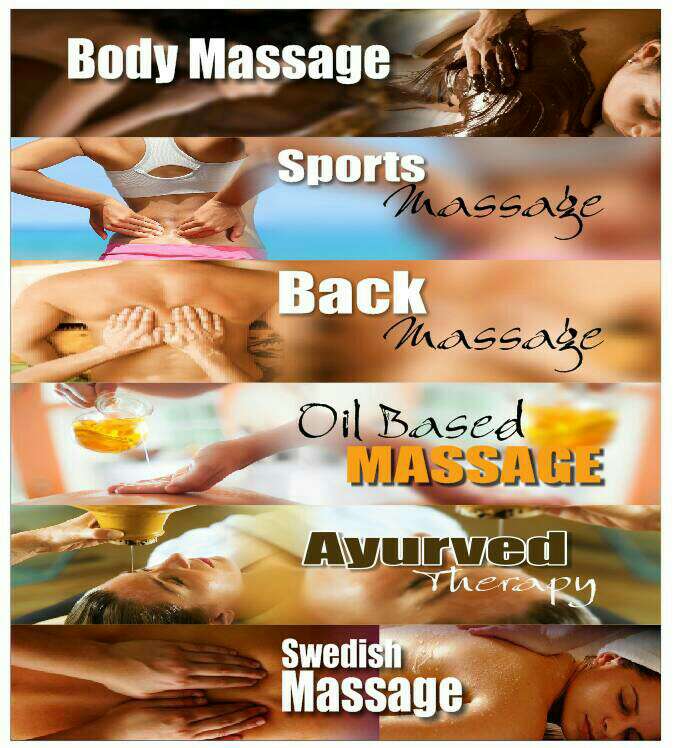 Body Massage
Sports
Massage
Back
Massage
Oil Based
MASSAGE
Ayurved
Therapy
Swedish
Massage